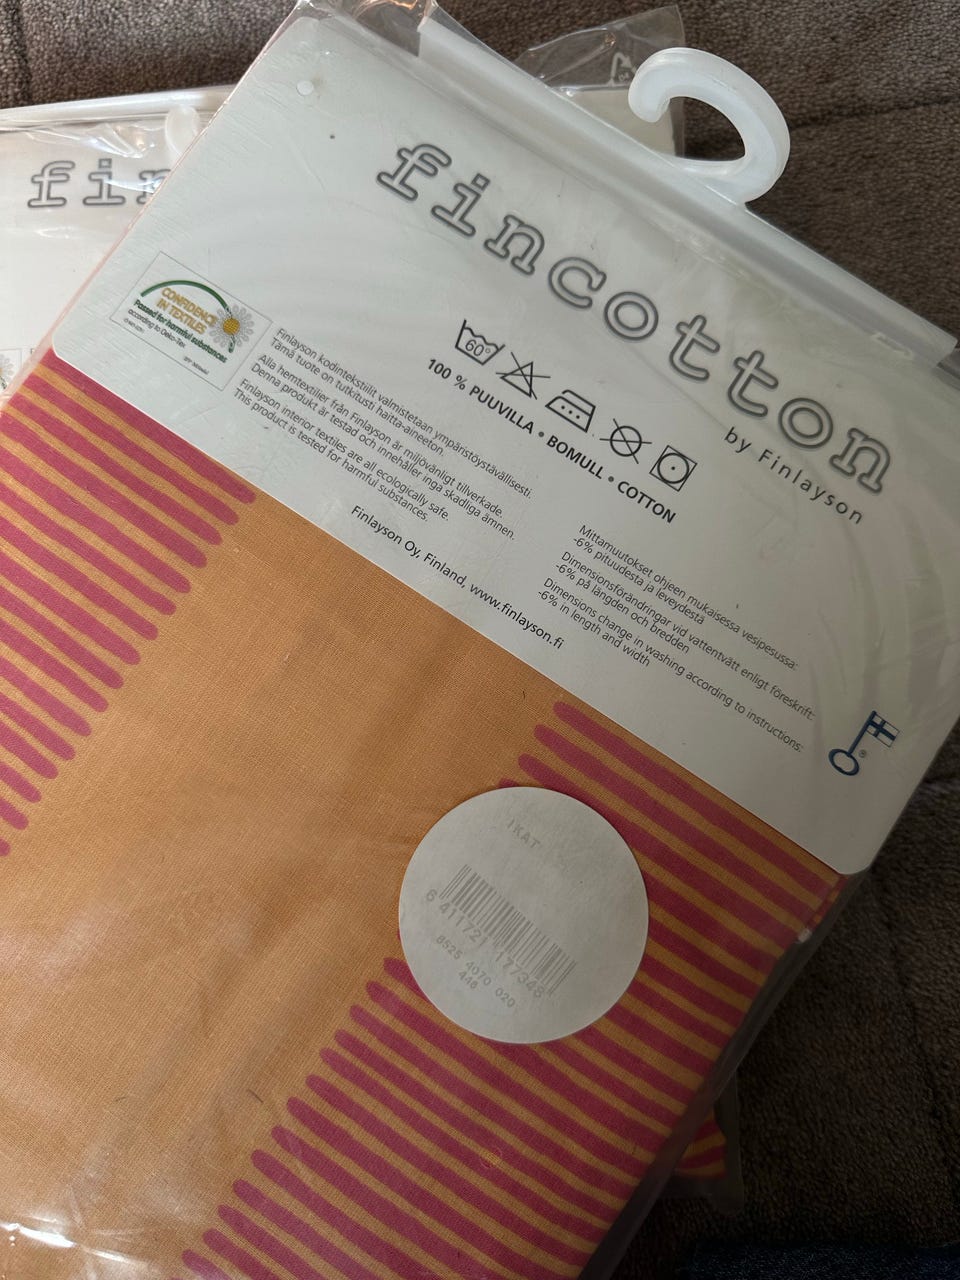 fin
fincotton
by Finlayson
60°
100 % PUUVILLA • BOMULL • COTTON
CONFIDENCE
IN TEXTILES
Passed for harmful substances
according to Oeko-Tex
Finlayson kodintekstiilit valmistetaan ympäristöystävällisesti.
Tämä tuote on tutkitusti haitta-aineeton.
Alla hemtextilier från Finlayson är miljövänligt tillverkade.
Denna produkt är testad och innehåller inga skadliga ämnen.
Finlayson interior textiles are all ecologically safe.
This product is tested for harmful substances.
Finlayson Oy, Finland, www.finlayson.fi
Mittamuutokset ohjeen mukaisessa vesipesussa:
-6% pituudesta ja leveydestä
Dimensionsförändringar vid vattentvätt enligt föreskrift:
-6% på längden och bredden
Dimensions change in washing according to instructions:
-6% in length and width
®
IKAT
6 411721 177348
8525 4070 020
448